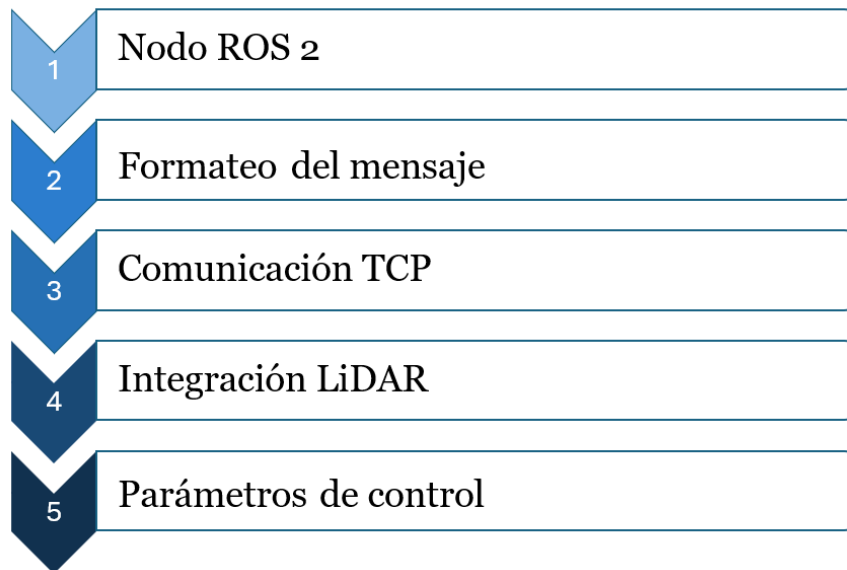 1 Nodo ROS 2
2 Formateo del mensaje
3 Comunicación TCP
4 Integración LiDAR
5 Parámetros de control